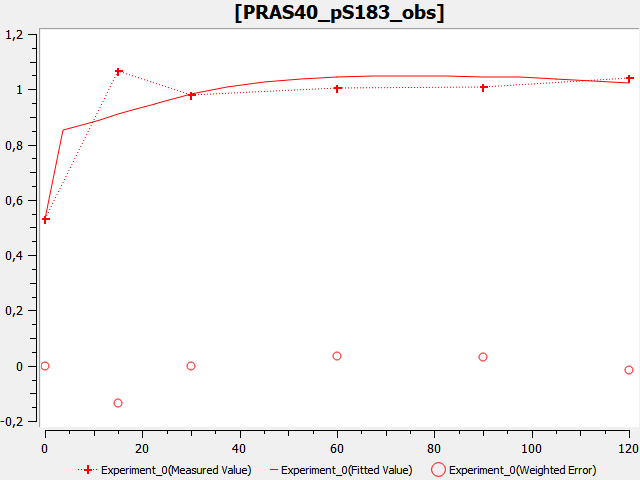 [PRAS40_pS183_obs]
1,2
1
0,8
0,6
0,4
0,2
0
-0,2
0 20 40 60 80 100 120
Experiment_0(Measured Value) Experiment_0(Fitted Value) Experiment_0(Weighted Error)